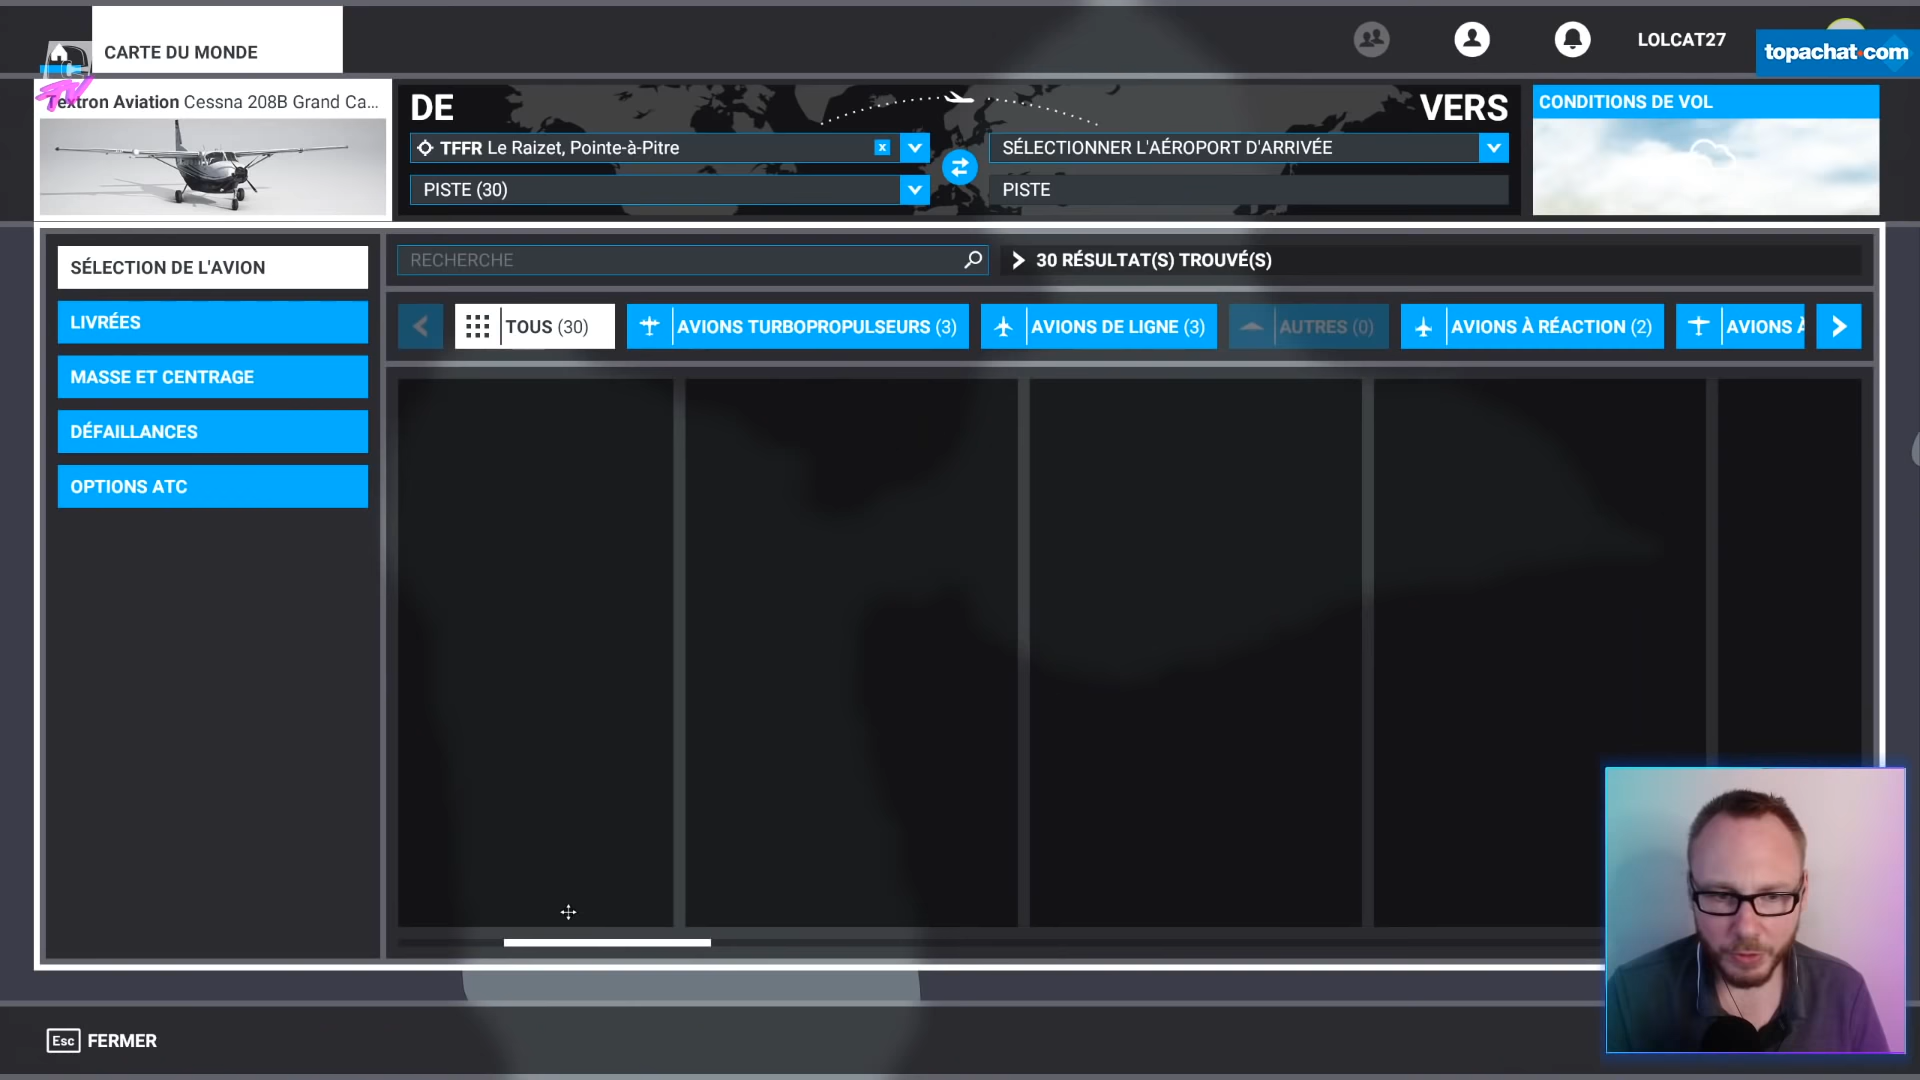 CARTE DU MONDE
LOLCAT27
topachat.com
Textron Aviation Cessna 208B Grand Ca...
DE
VERS
CONDITIONS DE VOL
TFFR Le Raizet, Pointe-à-Pitre
x
SÉLECTIONNER L'AÉROPORT D'ARRIVÉE
PISTE (30)
PISTE
SÉLECTION DE L'AVION
RECHERCHE
30 RÉSULTAT(S) TROUVÉ(S)
LIVRÉES
TOUS (30)
AVIONS TURBOPROPULSEURS (3)
AVIONS DE LIGNE (3)
AUTRES (0)
AVIONS À RÉACTION (2)
AVIONS À
MASSE ET CENTRAGE
DÉFAILLANCES
OPTIONS ATC
Esc FERMER